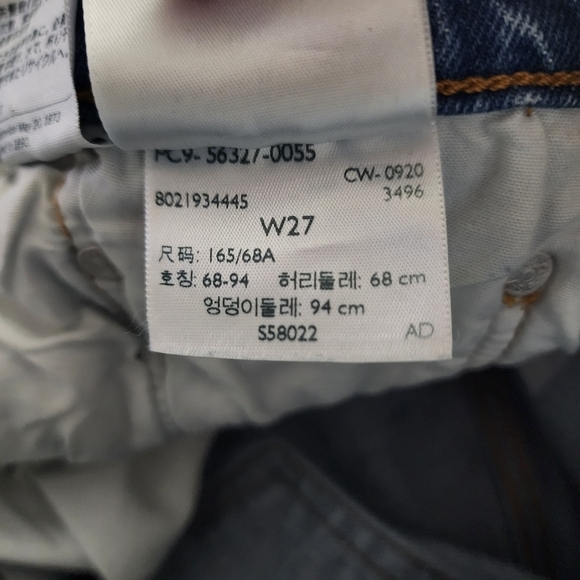 PC9- 56327-0055
CW- 0920
8021934445
3496
W27
尺码: 165/68A
호칭: 68-94 허리둘레: 68 cm
엉덩이둘레: 94 cm
S58022 AD